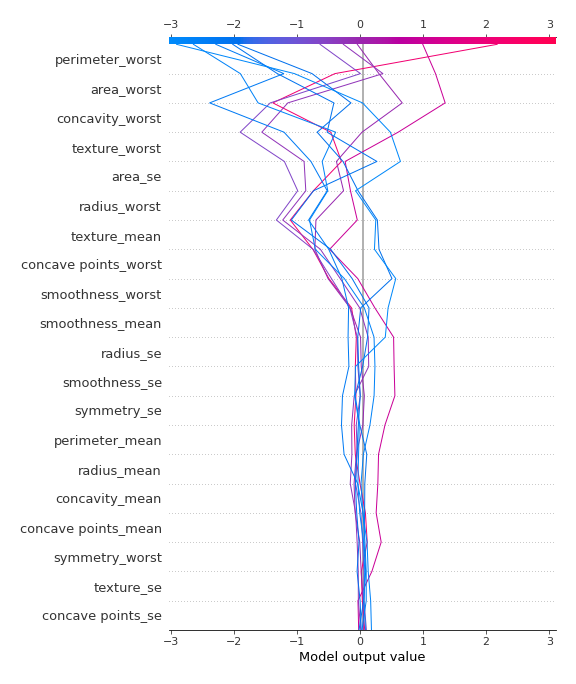 −3 −2 −1 0 1 2 3
perimeter_worst
area_worst
concavity_worst
texture_worst
area_se
radius_worst
texture_mean
concave points_worst
smoothness_worst
smoothness_mean
radius_se
smoothness_se
symmetry_se
perimeter_mean
radius_mean
concavity_mean
concave points_mean
symmetry_worst
texture_se
concave points_se
−3 −2 −1 0 1 2 3
Model output value